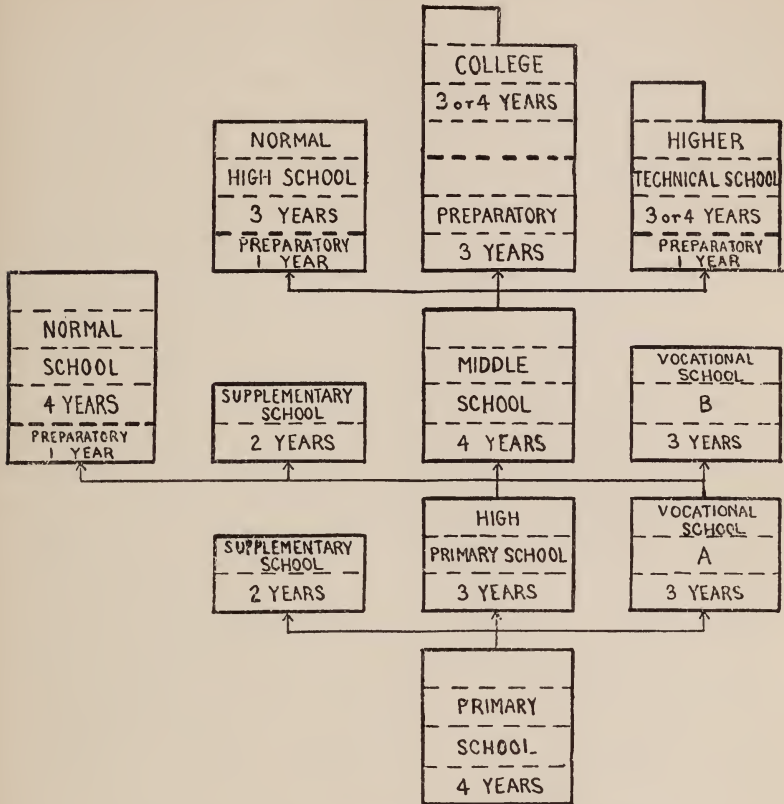 COLLEGE
3 or 4 YEARS
PREPARATORY
3 YEARS
NORMAL
HIGH SCHOOL
3 YEARS
PREPARATORY
1 YEAR
HIGHER
TECHNICAL SCHOOL
3 or 4 YEARS
PREPARATORY
1 YEAR
NORMAL
SCHOOL
4 YEARS
PREPARATORY
1 YEAR
SUPPLEMENTARY
SCHOOL
2 YEARS
MIDDLE
SCHOOL
4 YEARS
VOCATIONAL
SCHOOL
B
3 YEARS
SUPPLEMENTARY
SCHOOL
2 YEARS
HIGH
PRIMARY SCHOOL
3 YEARS
VOCATIONAL
SCHOOL
A
3 YEARS
PRIMARY
SCHOOL
4 YEARS